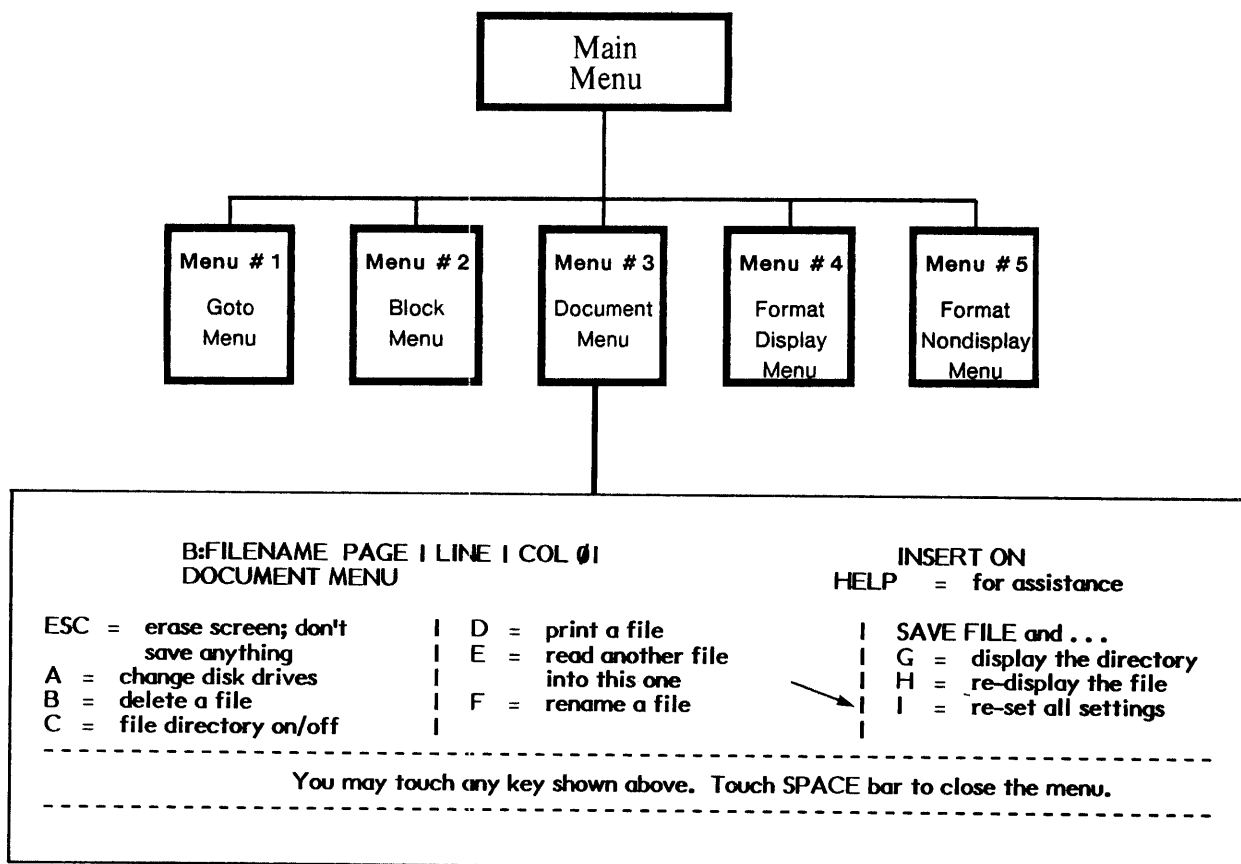 Main
Menu
Menu # 1
Goto
Menu
Menu # 2
Block
Menu
Menu # 3
Document
Menu
Menu # 4
Format
Display
Menu
Menu # 5
Format
Nondisplay
Menu
B:FILENAME PAGE 1 LINE 1 COL 01
DOCUMENT MENU
INSERT ON
HELP = for assistance
ESC = erase screen; don't
save anything
A = change disk drives
B = delete a file
C = file directory on/off
D = print a file
E = read another file
into this one
F = rename a file
SAVE FILE and . . .
G = display the directory
H = re-display the file
I = re-set all settings
You may touch any key shown above. Touch SPACE bar to close the menu.